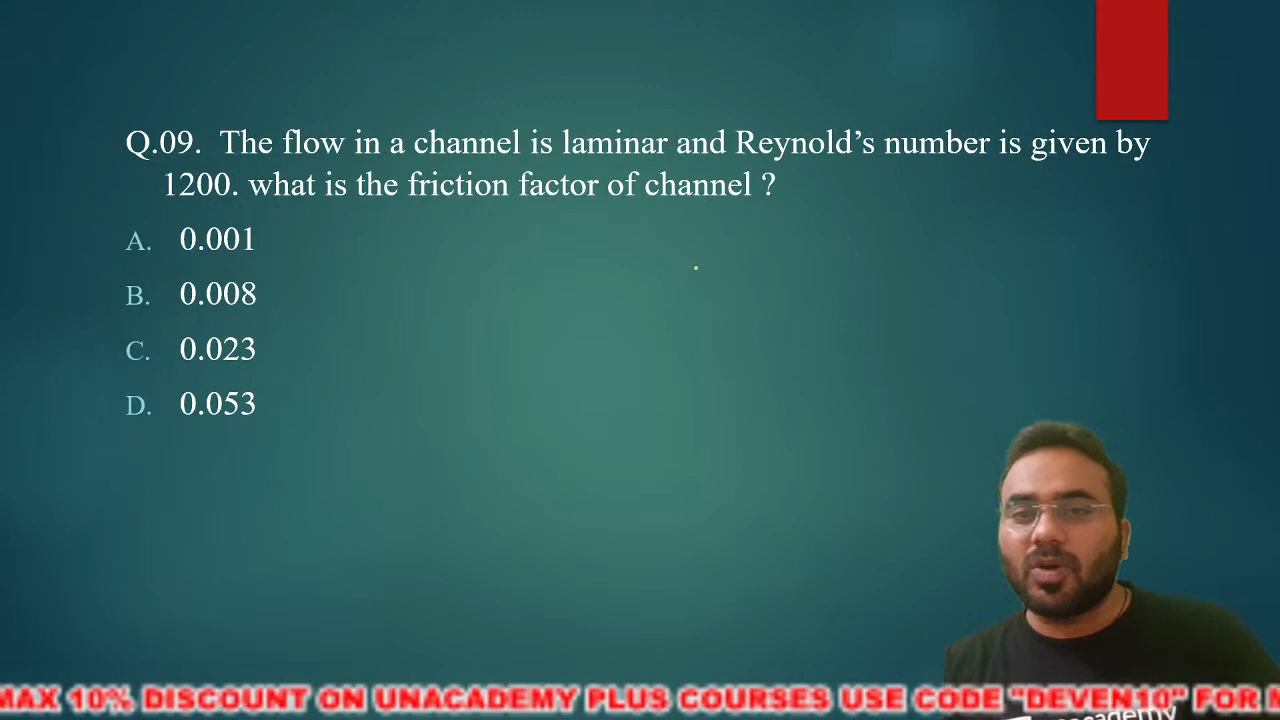 Q.09. The flow in a channel is laminar and Reynold’s number is given by
1200. what is the friction factor of channel ?
A. 0.001
B. 0.008
C. 0.023
D. 0.053
MAX 10% DISCOUNT ON UNACADEMY PLUS COURSES USE CODE "DEVEN10" FOR
unacademy